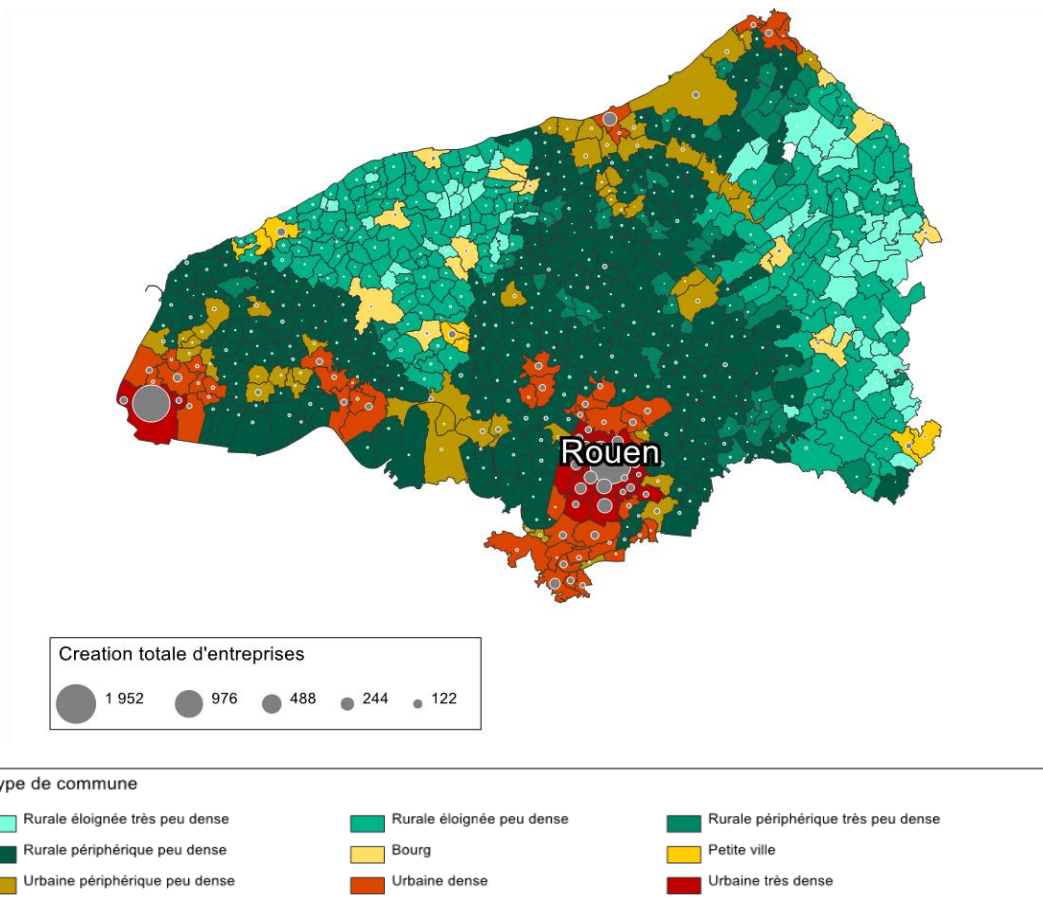 Rouen
Creation totale d'entreprises
1 952 976 488 244 122
ype de commune
Rurale éloignée très peu dense Rurale éloignée peu dense Rurale périphérique très peu dense
Rurale périphérique peu dense Bourg Petite ville
Urbaine périphérique peu dense Urbaine dense Urbaine très dense